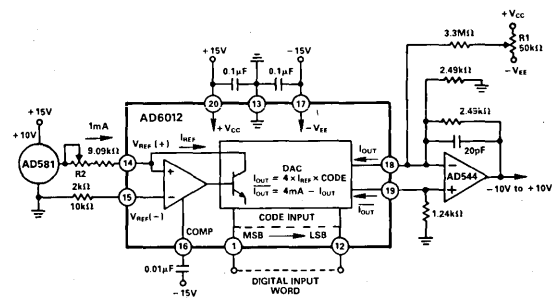 +VCC
3.3MΩ
R1
50kΩ
-VEE
+15V
-15V
0.1μF
0.1μF
2.49kΩ
+15V
AD6012
20
13
17
2.49kΩ
+10V
1mA
+VCC
-VEE
VREF(+)
IREF
IOUT
20pF
AD581
R2
9.09kΩ
14
DAC
IOUT = 4 × IREF × CODE
IOUT = 4mA – IOUT
18
AD544
-10V to +10V
2kΩ
10kΩ
15
VREF(-)
IOUT
19
COMP
CODE INPUT
MSB → LSB
1.24kΩ
16
1
12
0.01μF
-15V
DIGITAL INPUT
WORD